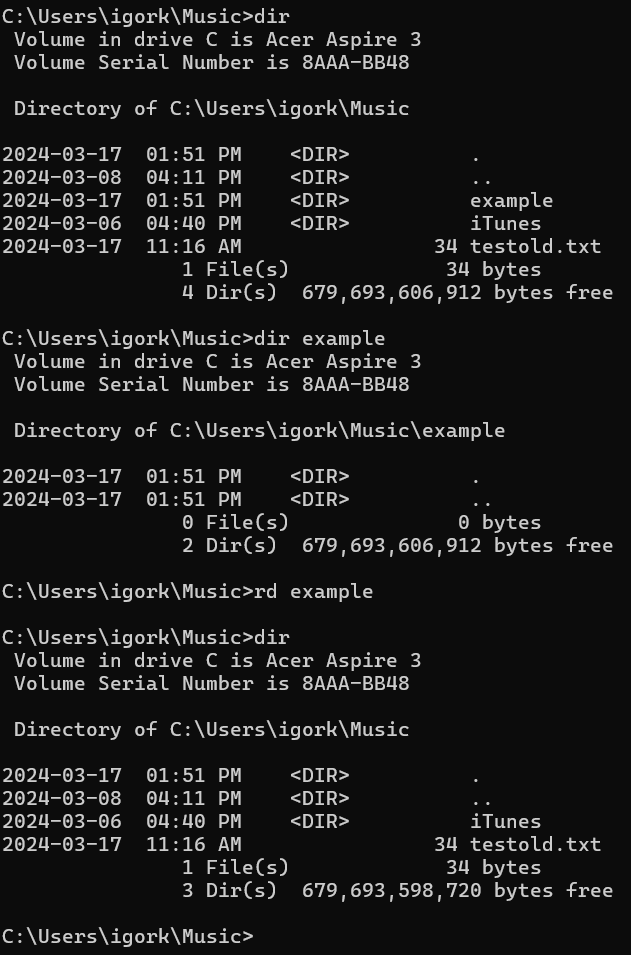 C:\Users\igork\Music>dir
 Volume in drive C is Acer Aspire 3
 Volume Serial Number is 8AAA-BB48

 Directory of C:\Users\igork\Music

2024-03-17  01:51 PM    <DIR>          .
2024-03-08  04:11 PM    <DIR>          ..
2024-03-17  01:51 PM    <DIR>          example
2024-03-06  04:40 PM    <DIR>          iTunes
2024-03-17  11:16 AM                34 testold.txt
               1 File(s)             34 bytes
               4 Dir(s)  679,693,606,912 bytes free

C:\Users\igork\Music>dir example
 Volume in drive C is Acer Aspire 3
 Volume Serial Number is 8AAA-BB48

 Directory of C:\Users\igork\Music\example

2024-03-17  01:51 PM    <DIR>          .
2024-03-17  01:51 PM    <DIR>          ..
               0 File(s)              0 bytes
               2 Dir(s)  679,693,606,912 bytes free

C:\Users\igork\Music>rd example

C:\Users\igork\Music>dir
 Volume in drive C is Acer Aspire 3
 Volume Serial Number is 8AAA-BB48

 Directory of C:\Users\igork\Music

2024-03-17  01:51 PM    <DIR>          .
2024-03-08  04:11 PM    <DIR>          ..
2024-03-06  04:40 PM    <DIR>          iTunes
2024-03-17  11:16 AM                34 testold.txt
               1 File(s)             34 bytes
               3 Dir(s)  679,693,598,720 bytes free

C:\Users\igork\Music>